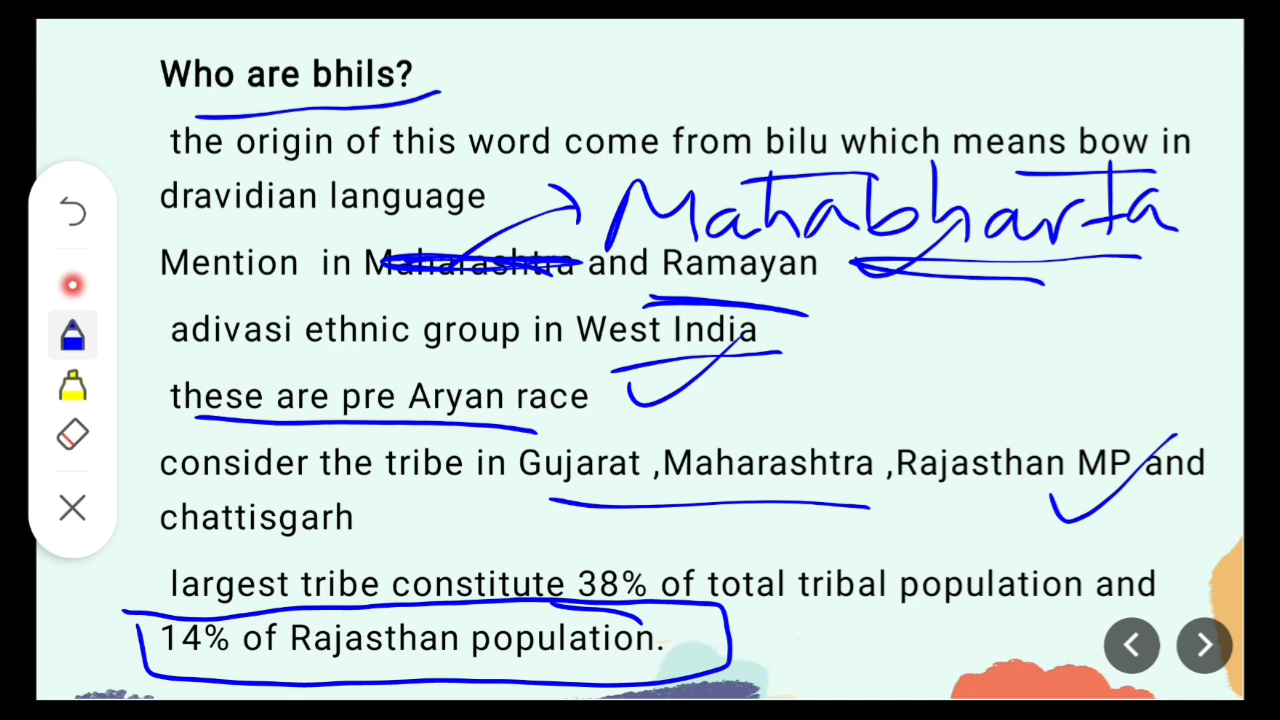 Who are bhils?
the origin of this word come from bilu which means bow in
dravidian language
Mahabharta
Mention in Maharashtra and Ramayan
adivasi ethnic group in West India
these are pre Aryan race
consider the tribe in Gujarat ,Maharashtra ,Rajasthan MP and
chattisgarh
largest tribe constitute 38% of total tribal population and
14% of Rajasthan population.